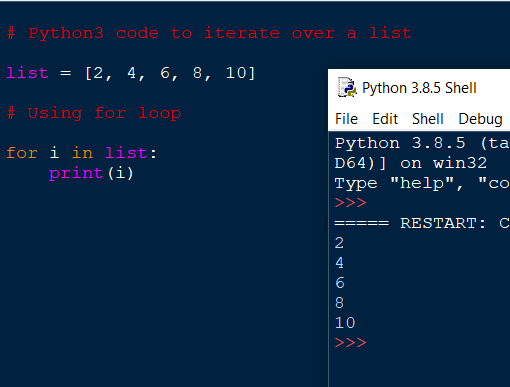 # Python3 code to iterate over a list
list = [2, 4, 6, 8, 10]
# Using for loop
for i in list:
    print(i)
Python 3.8.5 Shell
File Edit Shell Debug
Python 3.8.5 (ta
D64)] on win32
Type "help", "co
>>>
===== RESTART: C
2
4
6
8
10
>>>